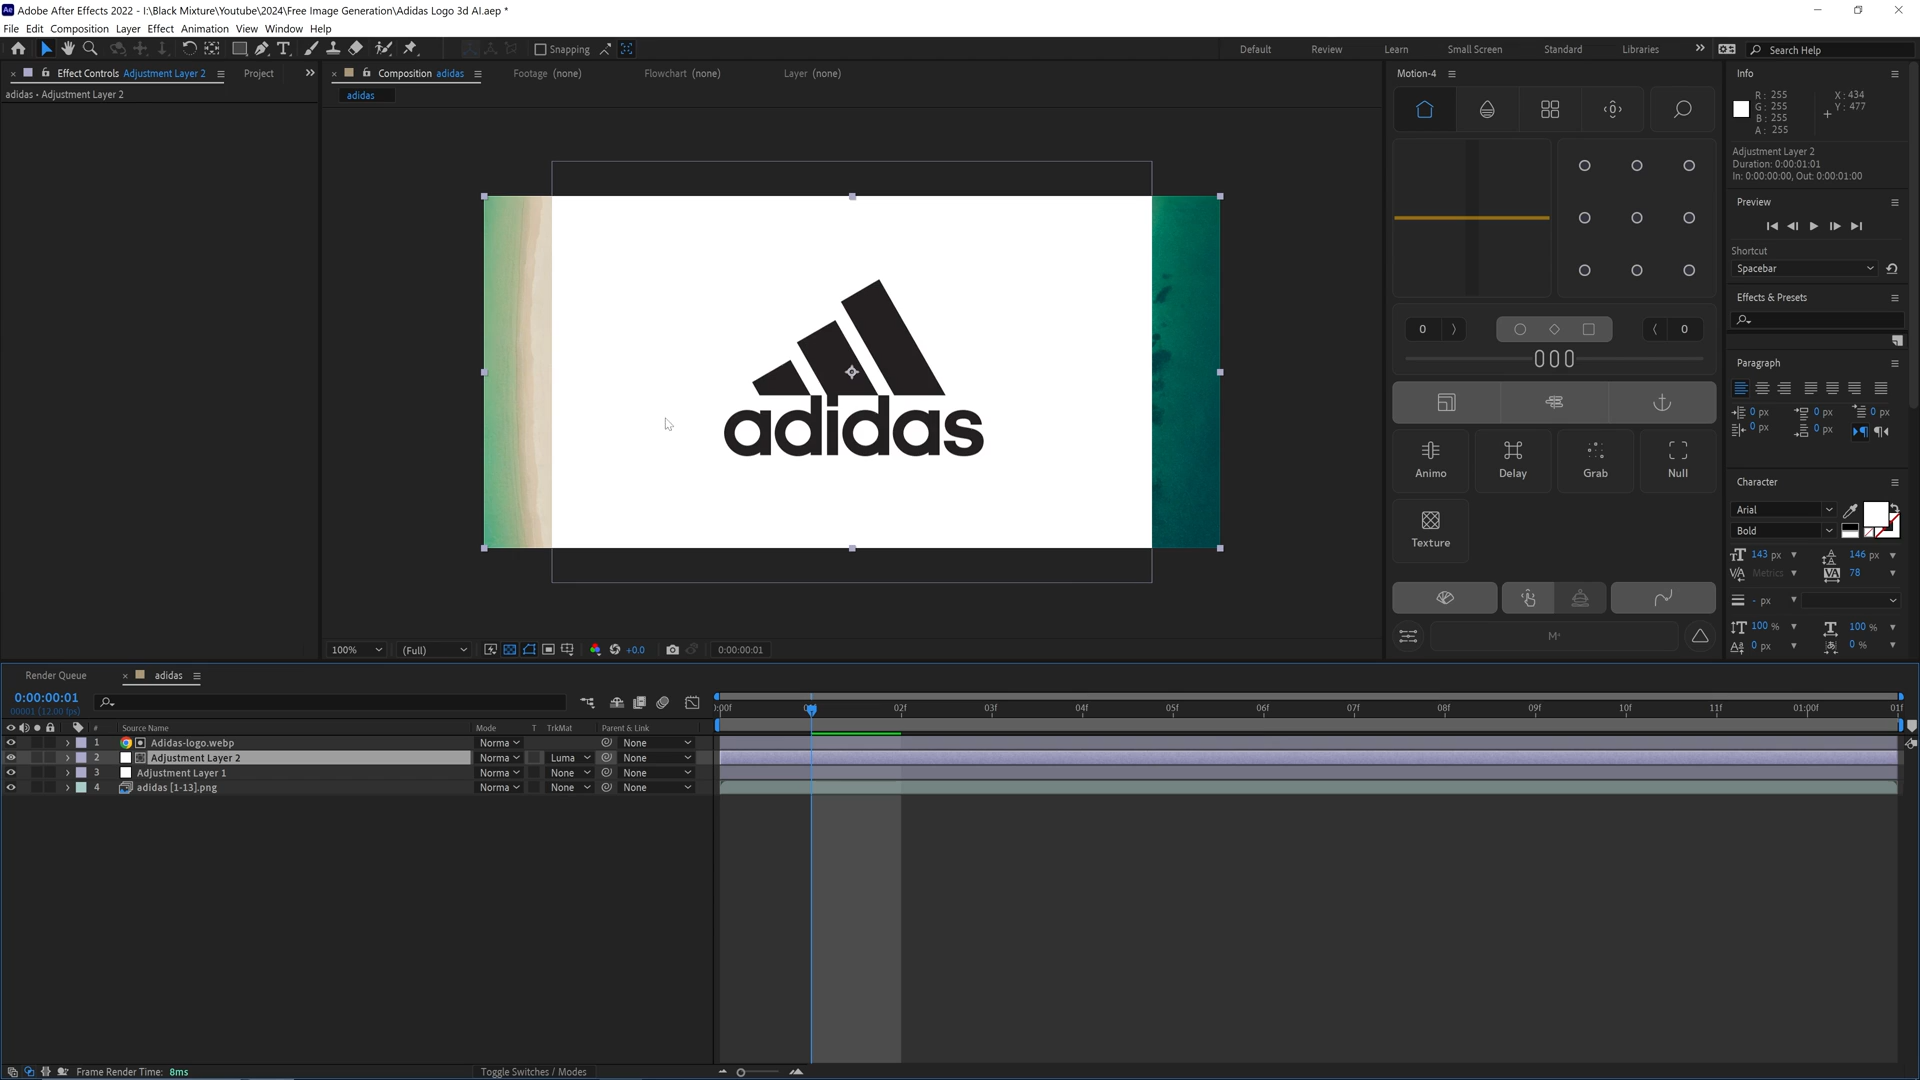 Adobe After Effects 2022 - I:\Black Mixture\Youtube\2024\Free Image Generation\Adidas Logo 3d AI.aep *
File Edit Composition Layer Effect Animation View Window Help
Snapping
Default Review Learn Small Screen Standard Libraries
Search Help
Effect Controls Adjustment Layer 2
Project
adidas • Adjustment Layer 2
Composition adidas
Footage (none)
Flowchart (none)
Layer (none)
adidas
adidas
100%
(Full)
+0.0
0:00:00:01
Motion-4
0
0
Animo
Delay
Grab
Null
Texture
Info
R: 255
G: 255
B: 255
A: 255
X: 434
Y: 477
Adjustment Layer 2
Duration: 0:00:01:01
In: 0:00:00:00, Out: 0:00:01:00
Preview
Shortcut
Spacebar
Effects & Presets
Paragraph
0 px 0 px 0 px
0 px 0 px
Character
Arial
Bold
143 px 146 px
Metrics 78
- px
100 % 100 %
0 px 0 %
Render Queue
adidas
0:00:00:01
00001 (12.00 fps)
# Source Name Mode T TrkMat Parent & Link
1 Adidas-logo.webp Norma None
2 Adjustment Layer 2 Norma Luma None
3 Adjustment Layer 1 Norma None None
4 adidas [1-13].png Norma None None
:00f 02f 03f 04f 05f 06f 07f 08f 09f 10f 11f 01:00f 01f
Frame Render Time: 8ms
Toggle Switches / Modes